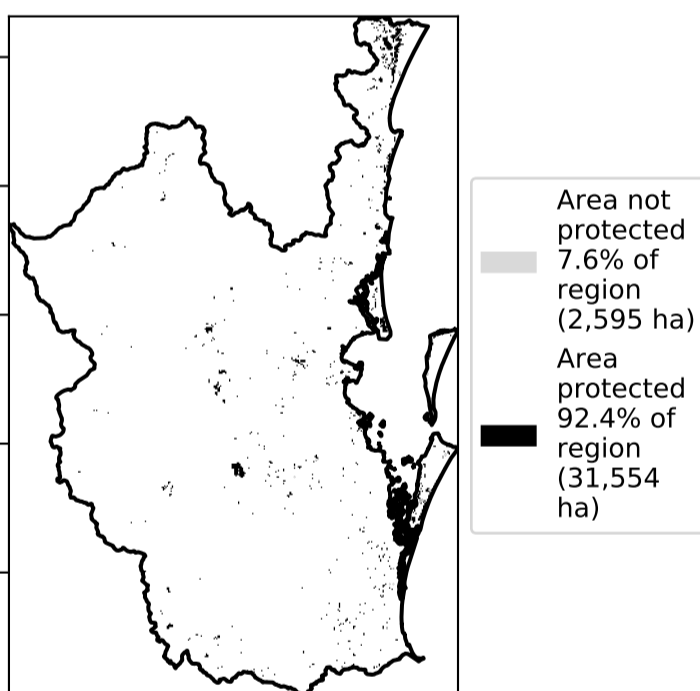 Area not
protected
7.6% of
region
(2,595 ha)
Area
protected
92.4% of
region
(31,554
ha)